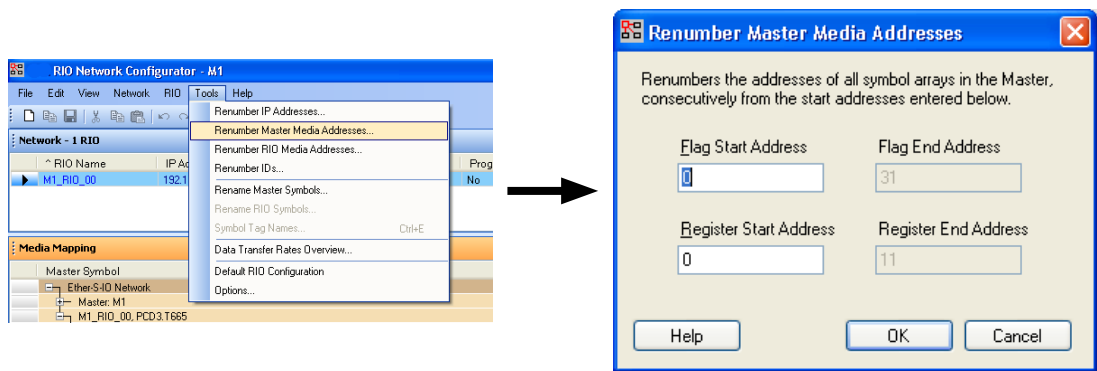 RIO Network Configurator - M1
File Edit View Network RIO Tools Help
Network - 1 RIO
^ RIO Name IP Ad Prog
M1_RIO_00 192.1 No
Renumber IP Addresses...
Renumber Master Media Addresses...
Renumber RIO Media Addresses...
Renumber IDs...
Rename Master Symbols...
Rename RIO Symbols...
Symbol Tag Names... Ctrl+E
Data Transfer Rates Overview...
Default RIO Configuration
Options...
Media Mapping
Master Symbol
Ether-S-IO Network
Master: M1
M1_RIO_00, PCD3.T665
Renumber Master Media Addresses
Renumbers the addresses of all symbol arrays in the Master,
consecutively from the start addresses entered below.
Flag Start Address Flag End Address
0 31
Register Start Address Register End Address
0 11
Help OK Cancel